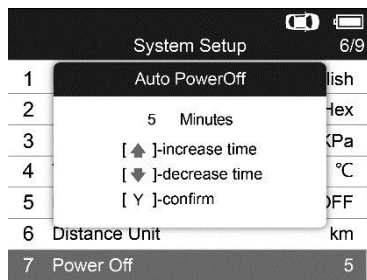 System Setup 6/9
Auto PowerOff
5 Minutes
[ ]-increase time
[ ]-decrease time
[ Y ]-confirm
1 lish
2 Hex
3 KPa
4 °C
5 OFF
6 Distance Unit km
7 Power Off 5